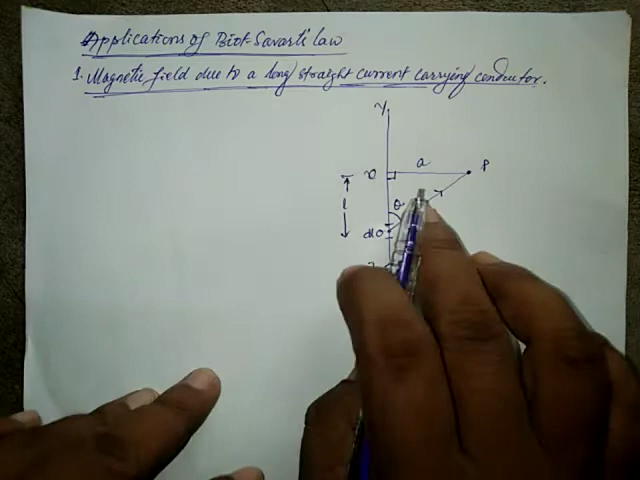 Applications of Biot-Savart's law
1. Magnetic field due to a long straight current carrying conductor.
Y
a
P
O
r
l
θ
dl